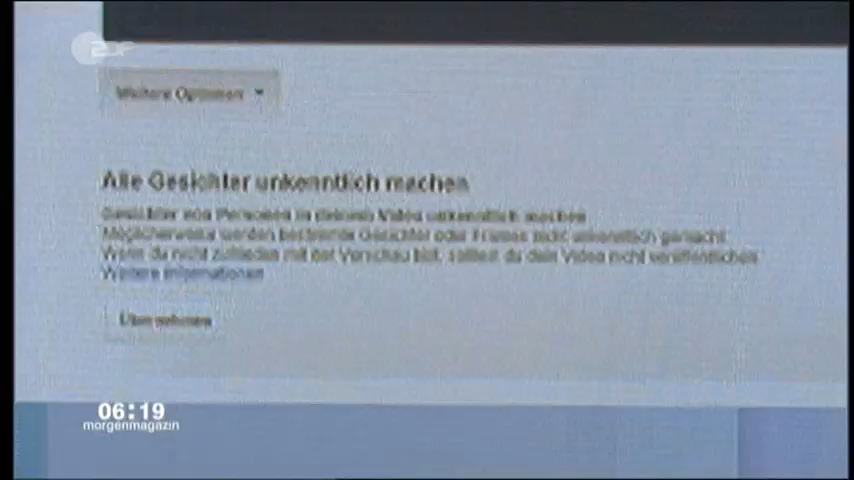 ZDF
Weitere Optionen
Alle Gesichter unkenntlich machen
Gesichter von Personen in deinem Video unkenntlich machen
Möglicherweise werden bestimmte Gesichter oder Frames nicht unkenntlich gemacht.
Wenn du nicht zufrieden mit der Vorschau bist, solltest du dein Video nicht veröffentlichen.
Weitere Informationen
Übernehmen
06:19
morgenmagazin